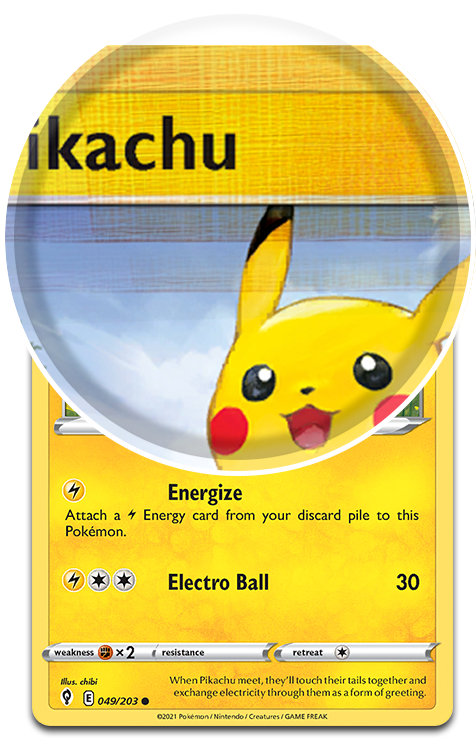 ikachu
Energize
Attach a Energy card from your discard pile to this
Pokémon.
Electro Ball 30
weakness ×2 resistance retreat
Illus. chibi
When Pikachu meet, they'll touch their tails together and
exchange electricity through them as a form of greeting.
E 049/203
©2021 Pokémon / Nintendo / Creatures / GAME FREAK